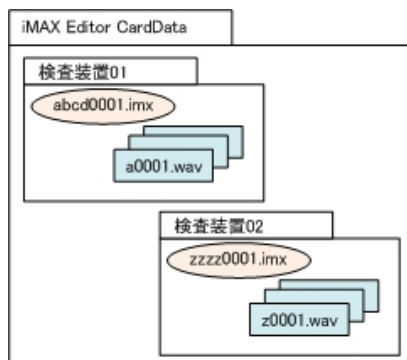 iMAX Editor CardData
検査装置01
abcd0001.imx
a0001.wav
検査装置02
zzzz0001.imx
z0001.wav